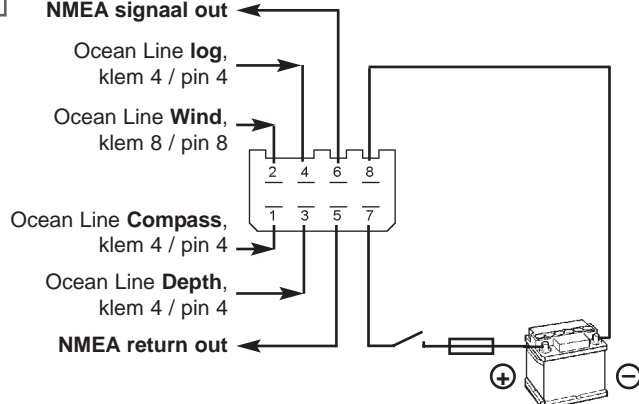 NMEA signaal out
Ocean Line log,
klem 4 / pin 4
Ocean Line Wind,
klem 8 / pin 8
2 4 6 8
1 3 5 7
Ocean Line Compass,
klem 4 / pin 4
Ocean Line Depth,
klem 4 / pin 4
NMEA return out
+ −